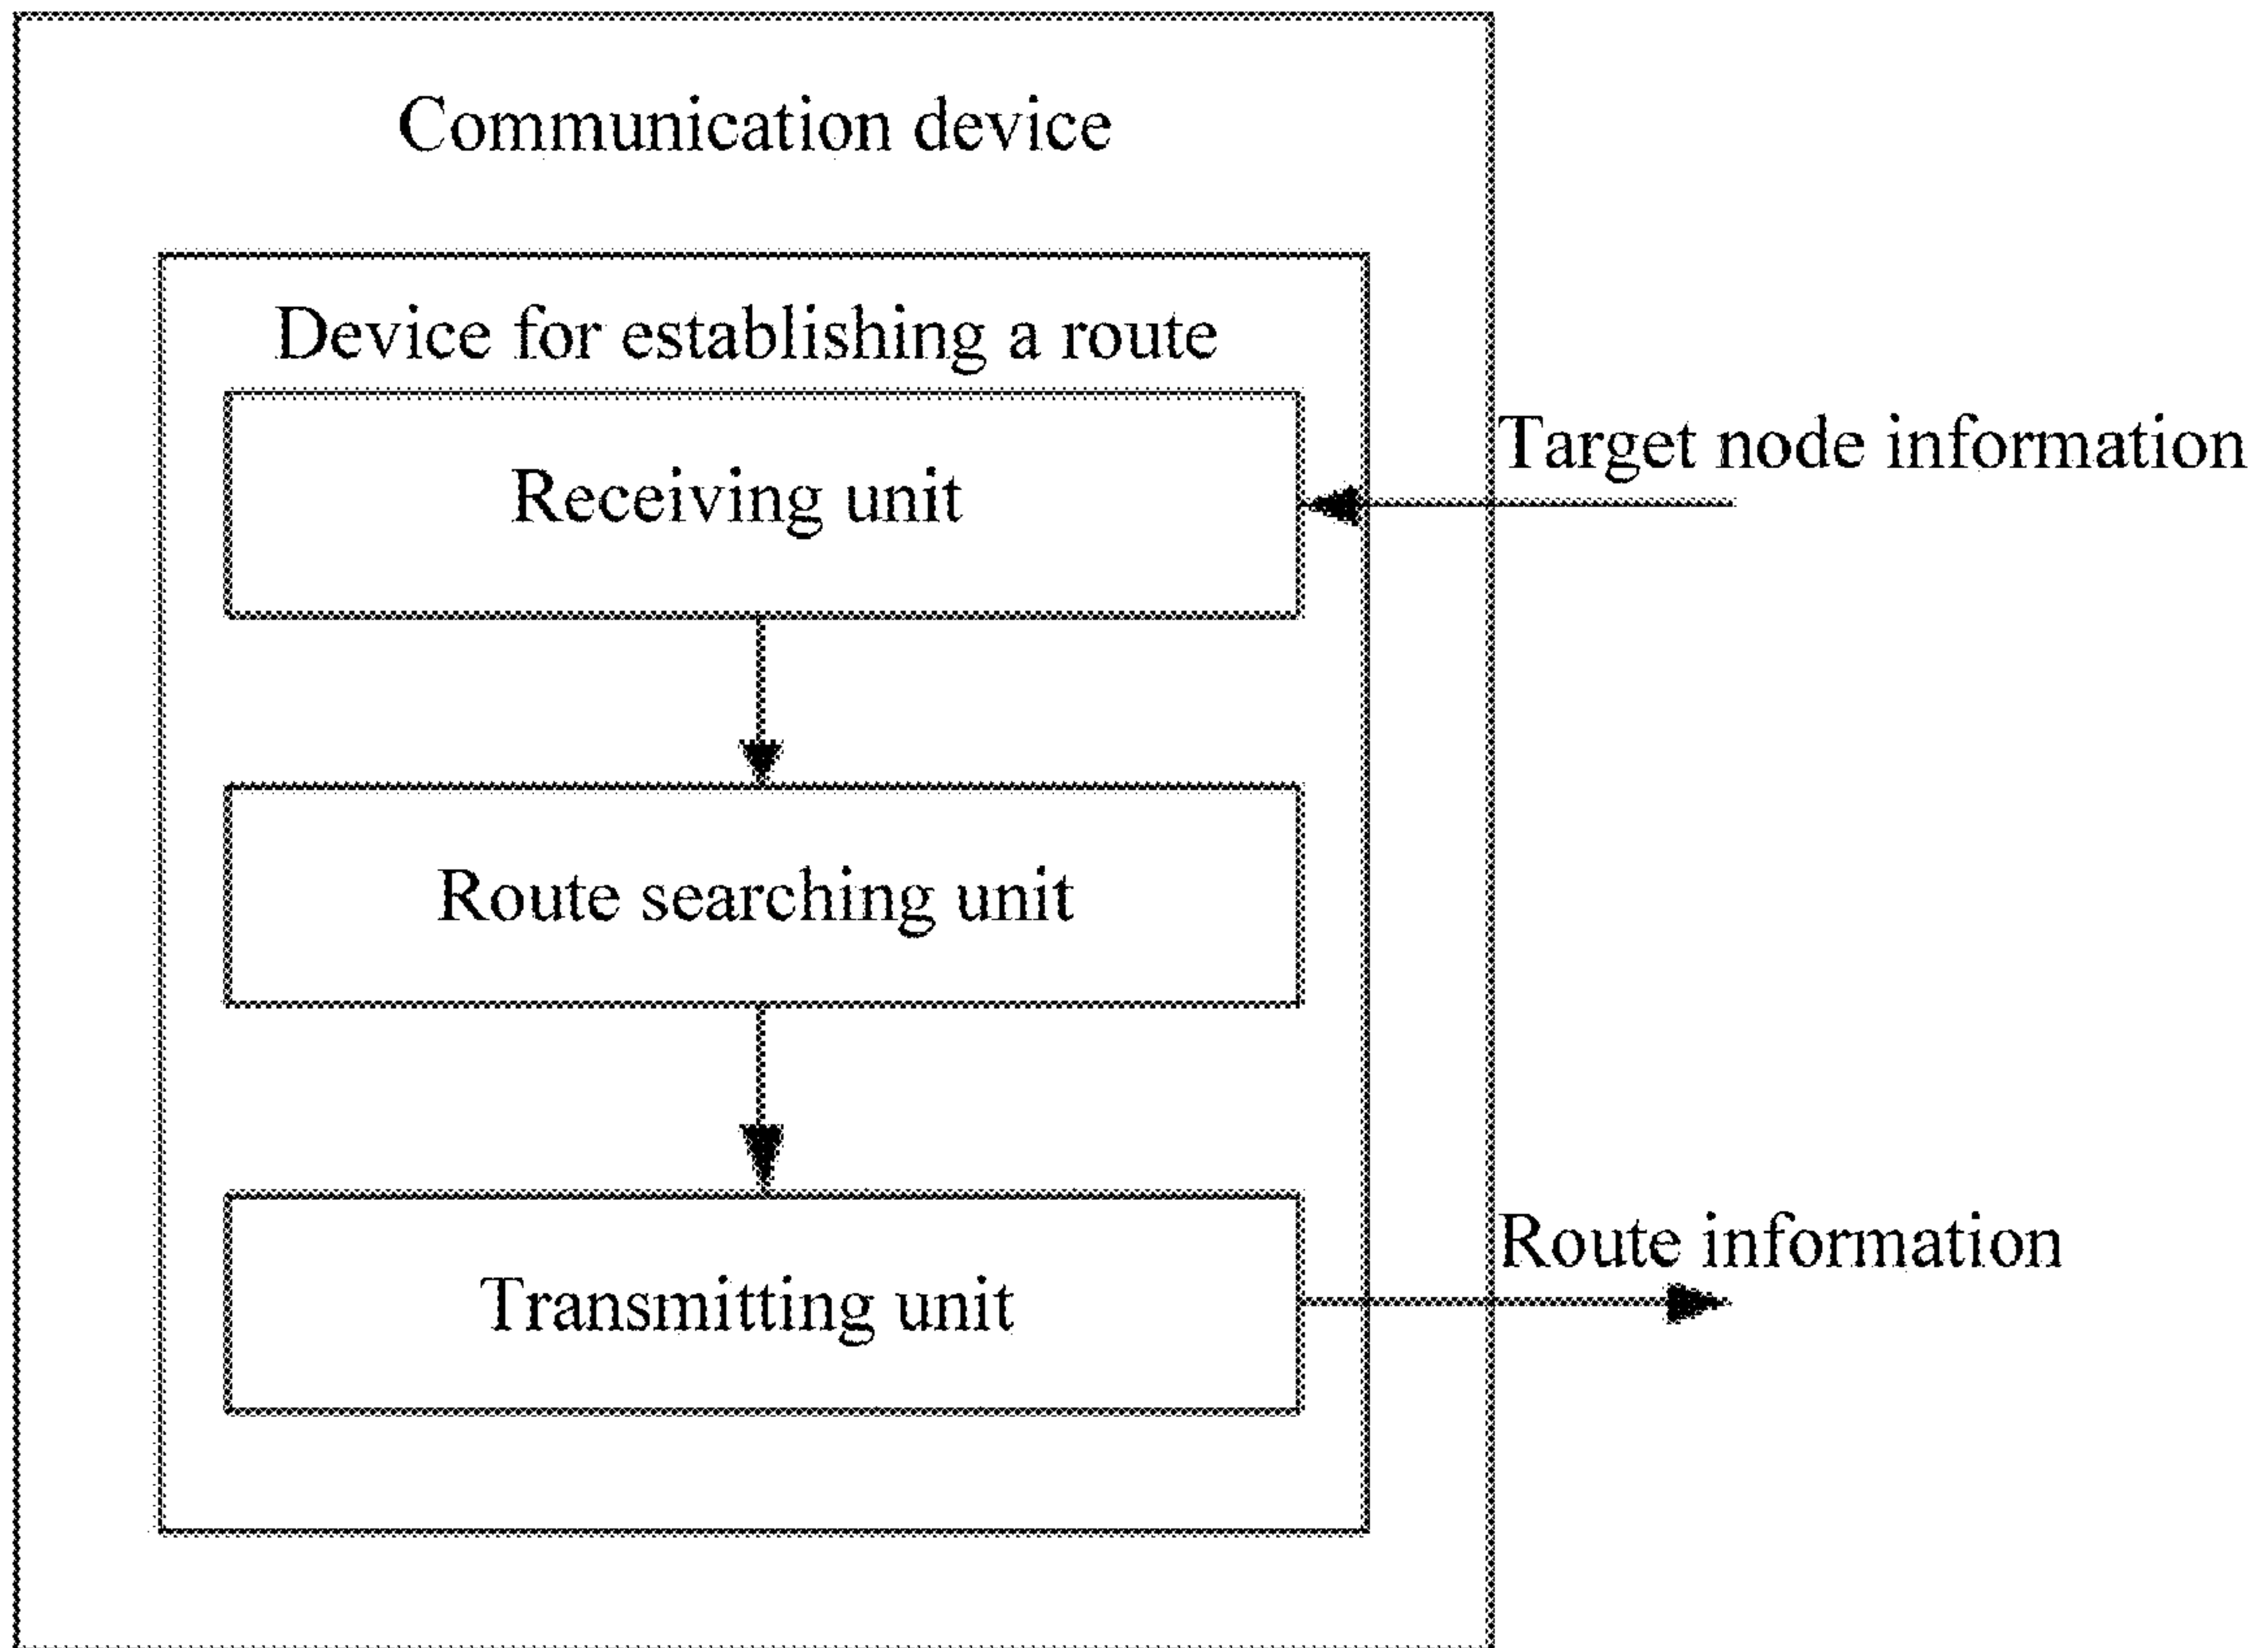 Communication device
Device for establishing a route
Target node information
Receiving unit
Route searching unit
Route information
Transmitting unit